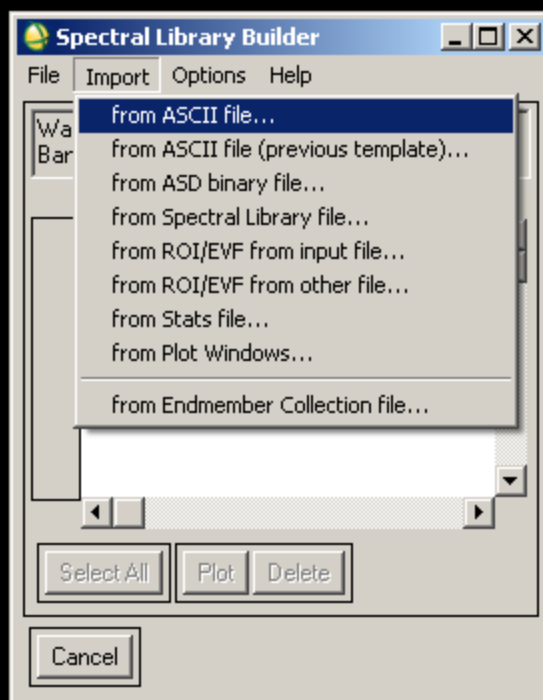 Spectral Library Builder
File Import Options Help
Wa
Bar
from ASCII file...
from ASCII file (previous template)...
from ASD binary file...
from Spectral Library file...
from ROI/EVF from input file...
from ROI/EVF from other file...
from Stats file...
from Plot Windows...
from Endmember Collection file...
Select All Plot Delete
Cancel